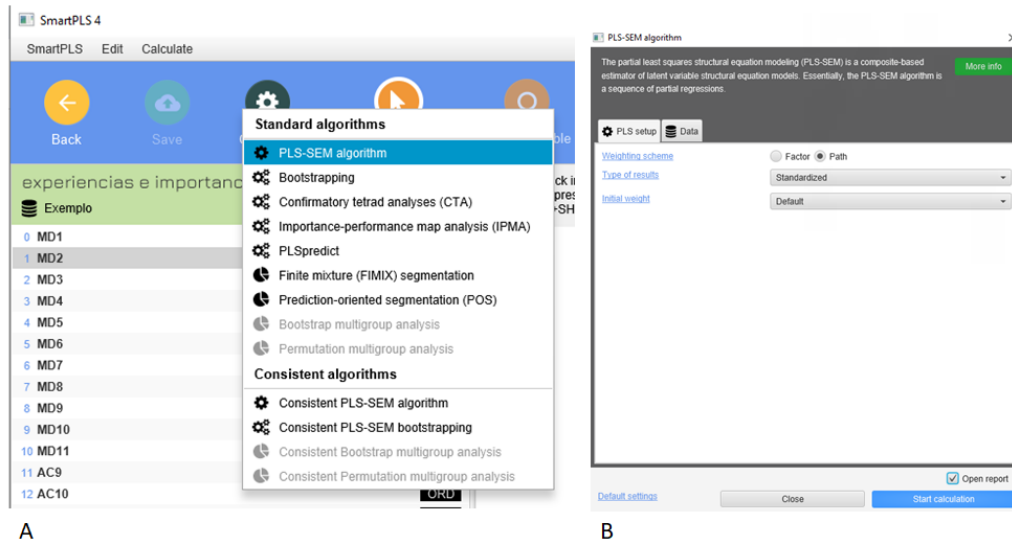 SmartPLS 4
SmartPLS Edit Calculate
Back
Save
Standard algorithms
PLS-SEM algorithm
Bootstrapping
Confirmatory tetrad analyses (CTA)
Importance-performance map analysis (IPMA)
PLSpredict
Finite mixture (FIMIX) segmentation
Prediction-oriented segmentation (POS)
Bootstrap multigroup analysis
Permutation multigroup analysis
Consistent algorithms
Consistent PLS-SEM algorithm
Consistent PLS-SEM bootstrapping
Consistent Bootstrap multigroup analysis
Consistent Permutation multigroup analysis
experiencias e importanc
Exemplo
0 MD1
1 MD2
2 MD3
3 MD4
4 MD5
5 MD6
6 MD7
7 MD8
8 MD9
9 MD10
10 MD11
11 AC9
12 AC10
ORD
A
PLS-SEM algorithm
The partial least squares structural equation modeling (PLS-SEM) is a composite-based
estimator of latent variable structural equation models. Essentially, the PLS-SEM algorithm is
a sequence of partial regressions.
More info
PLS setup Data
Weighting scheme Factor Path
Type of results Standardized
Initial weight Default
Open report
Default settings Close Start calculation
B